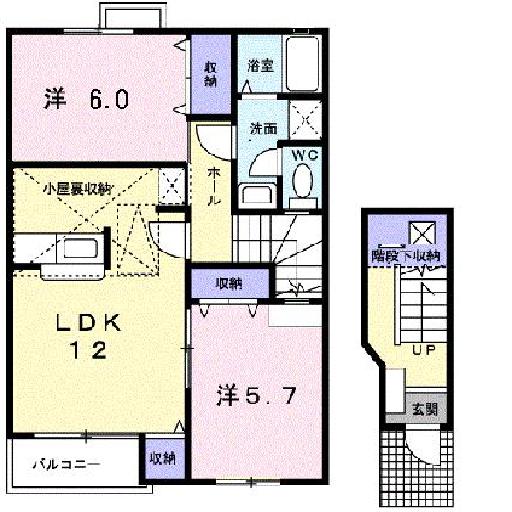 洋 6.0
収納
浴室
洗面
WC
ホール
小屋裏収納
収納
階段下収納
LDK
12
洋5.7
UP
玄関
バルコニー
収納